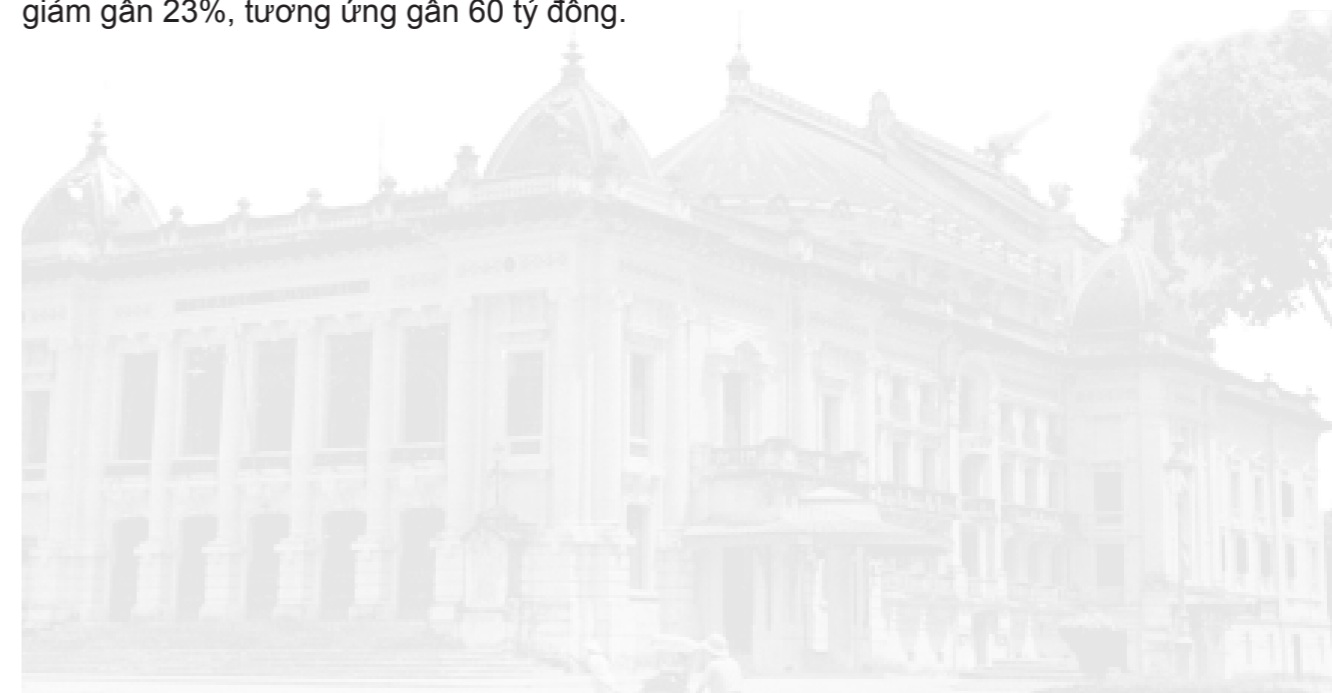 giảm gần 23%, tương ứng gần 60 tỷ đồng.